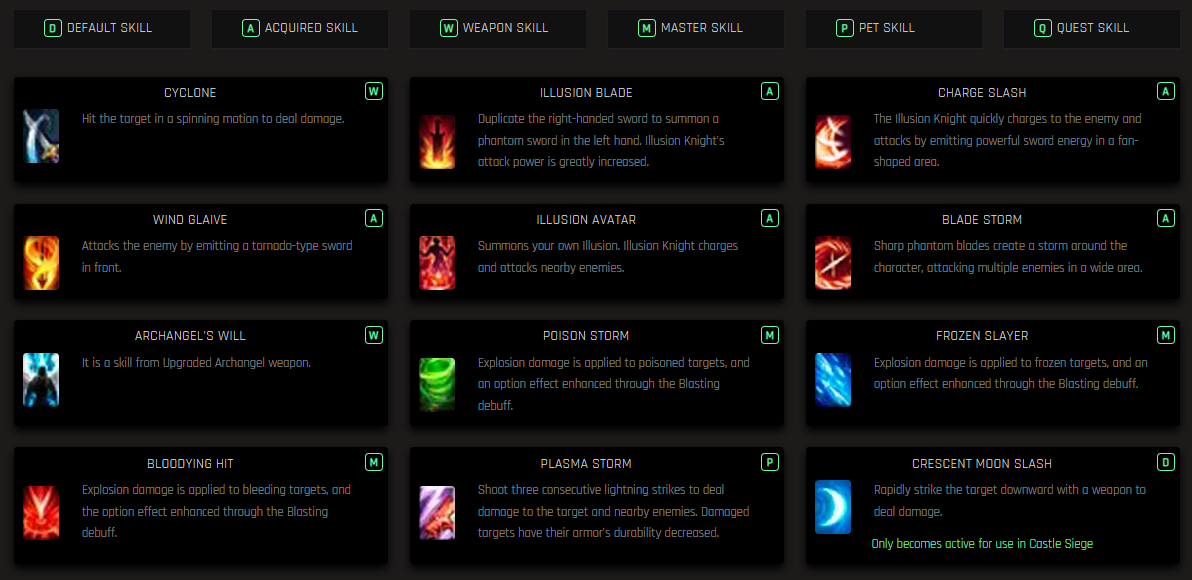 D DEFAULT SKILL
A ACQUIRED SKILL
W WEAPON SKILL
M MASTER SKILL
P PET SKILL
Q QUEST SKILL
CYCLONE
W
Hit the target in a spinning motion to deal damage.
ILLUSION BLADE
A
Duplicate the right-handed sword to summon a
phantom sword in the left hand. Illusion Knight's
attack power is greatly increased.
CHARGE SLASH
A
The Illusion Knight quickly charges to the enemy and
attacks by emitting powerful sword energy in a fan-
shaped area.
WIND GLAIVE
A
Attacks the enemy by emitting a tornado-type sword
in front.
ILLUSION AVATAR
A
Summons your own Illusion. Illusion Knight charges
and attacks nearby enemies.
BLADE STORM
A
Sharp phantom blades create a storm around the
character, attacking multiple enemies in a wide area.
ARCHANGEL'S WILL
W
It is a skill from Upgraded Archangel weapon.
POISON STORM
M
Explosion damage is applied to poisoned targets, and
an option effect enhanced through the Blasting
debuff.
FROZEN SLAYER
M
Explosion damage is applied to frozen targets, and an
option effect enhanced through the Blasting debuff.
BLOODYING HIT
M
Explosion damage is applied to bleeding targets, and
the option effect enhanced through the Blasting
debuff.
PLASMA STORM
P
Shoot three consecutive lightning strikes to deal
damage to the target and nearby enemies. Damaged
targets have their armor's durability decreased.
CRESCENT MOON SLASH
D
Rapidly strike the target downward with a weapon to
deal damage.
Only becomes active for use in Castle Siege